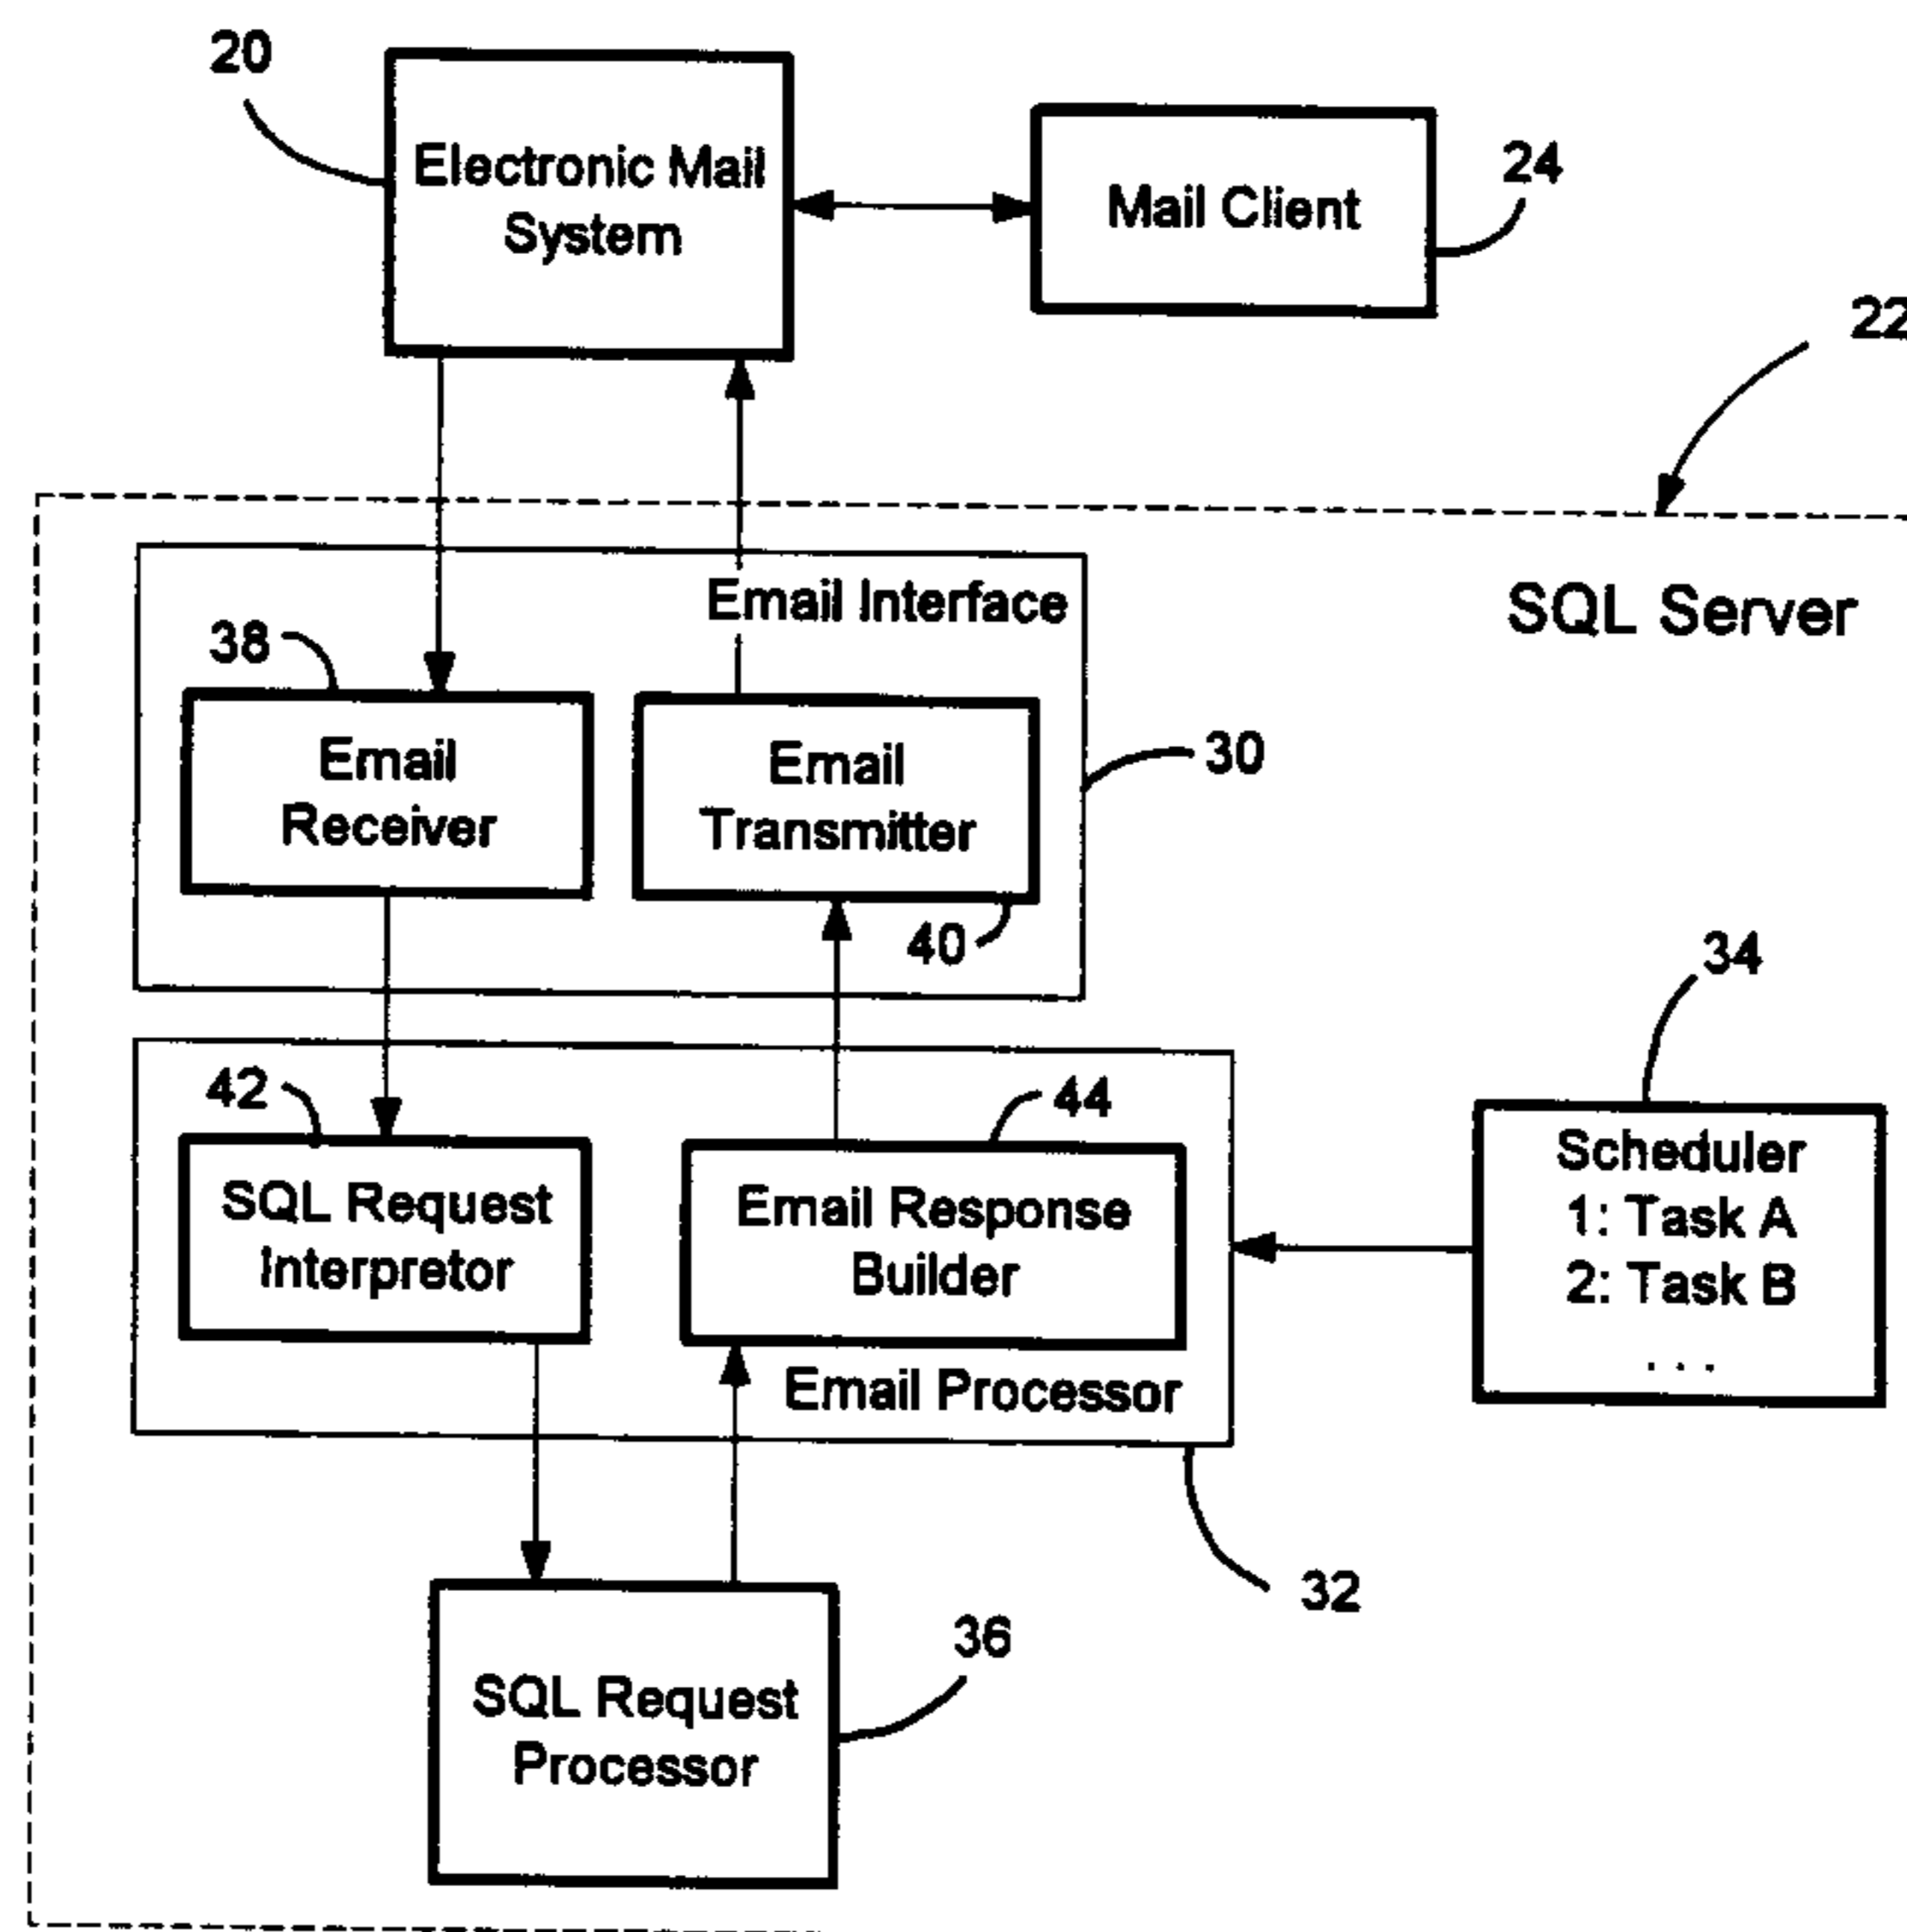 20
Electronic Mail
System
Mail Client
24
22
Email Interface
SQL Server
38
Email
Receiver
Email
Transmitter
30
40
34
42
44
SQL Request
Interpretor
Email Response
Builder
Scheduler
1: Task A
2: Task B
. . .
Email Processor
32
SQL Request
Processor
36